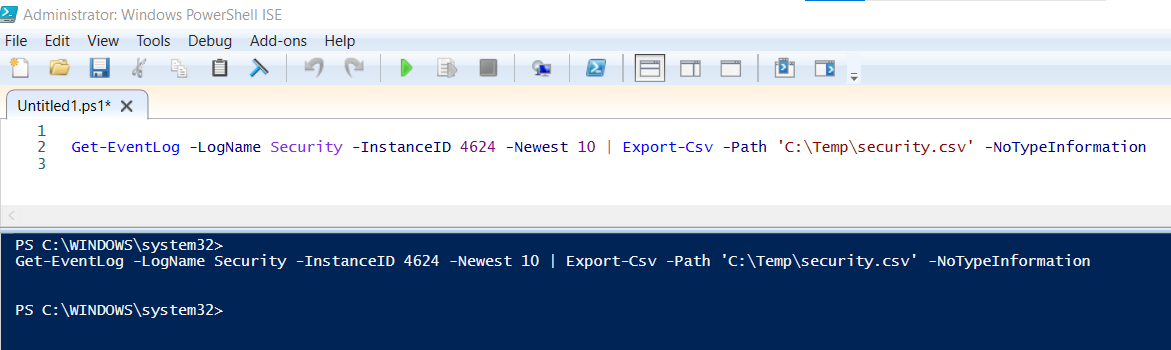 Administrator: Windows PowerShell ISE
File Edit View Tools Debug Add-ons Help
Untitled1.ps1*
1
2 Get-EventLog -LogName Security -InstanceID 4624 -Newest 10 | Export-Csv -Path 'C:\Temp\security.csv' -NoTypeInformation
3
PS C:\WINDOWS\system32>
Get-EventLog -LogName Security -InstanceID 4624 -Newest 10 | Export-Csv -Path 'C:\Temp\security.csv' -NoTypeInformation
PS C:\WINDOWS\system32>